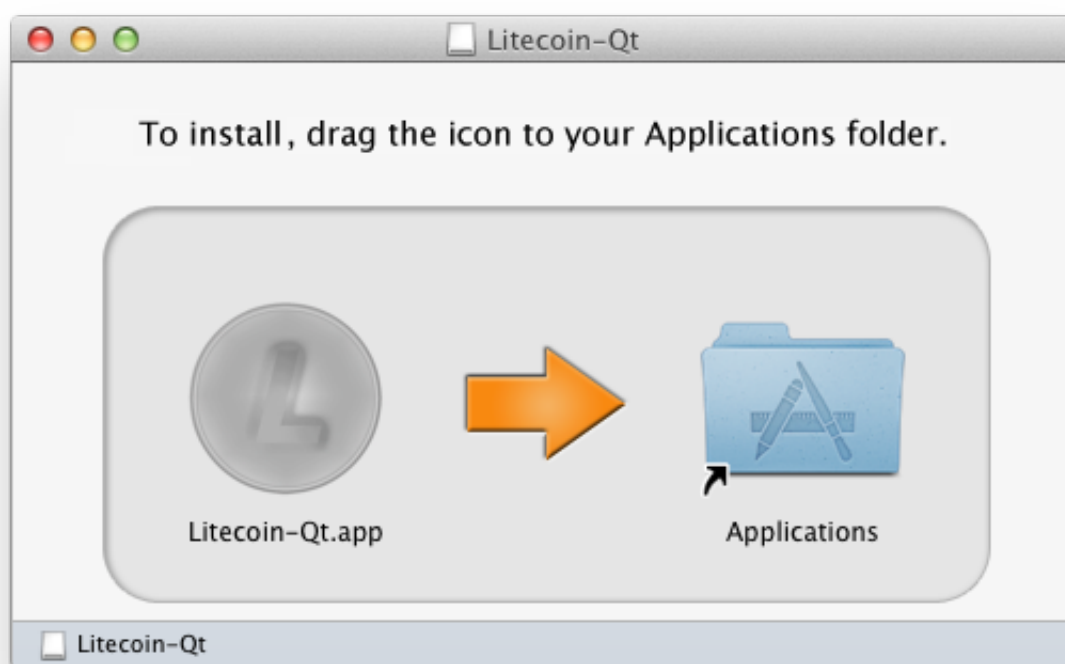 Litecoin-Qt
To install, drag the icon to your Applications folder.
L
Litecoin-Qt.app
Applications
Litecoin-Qt